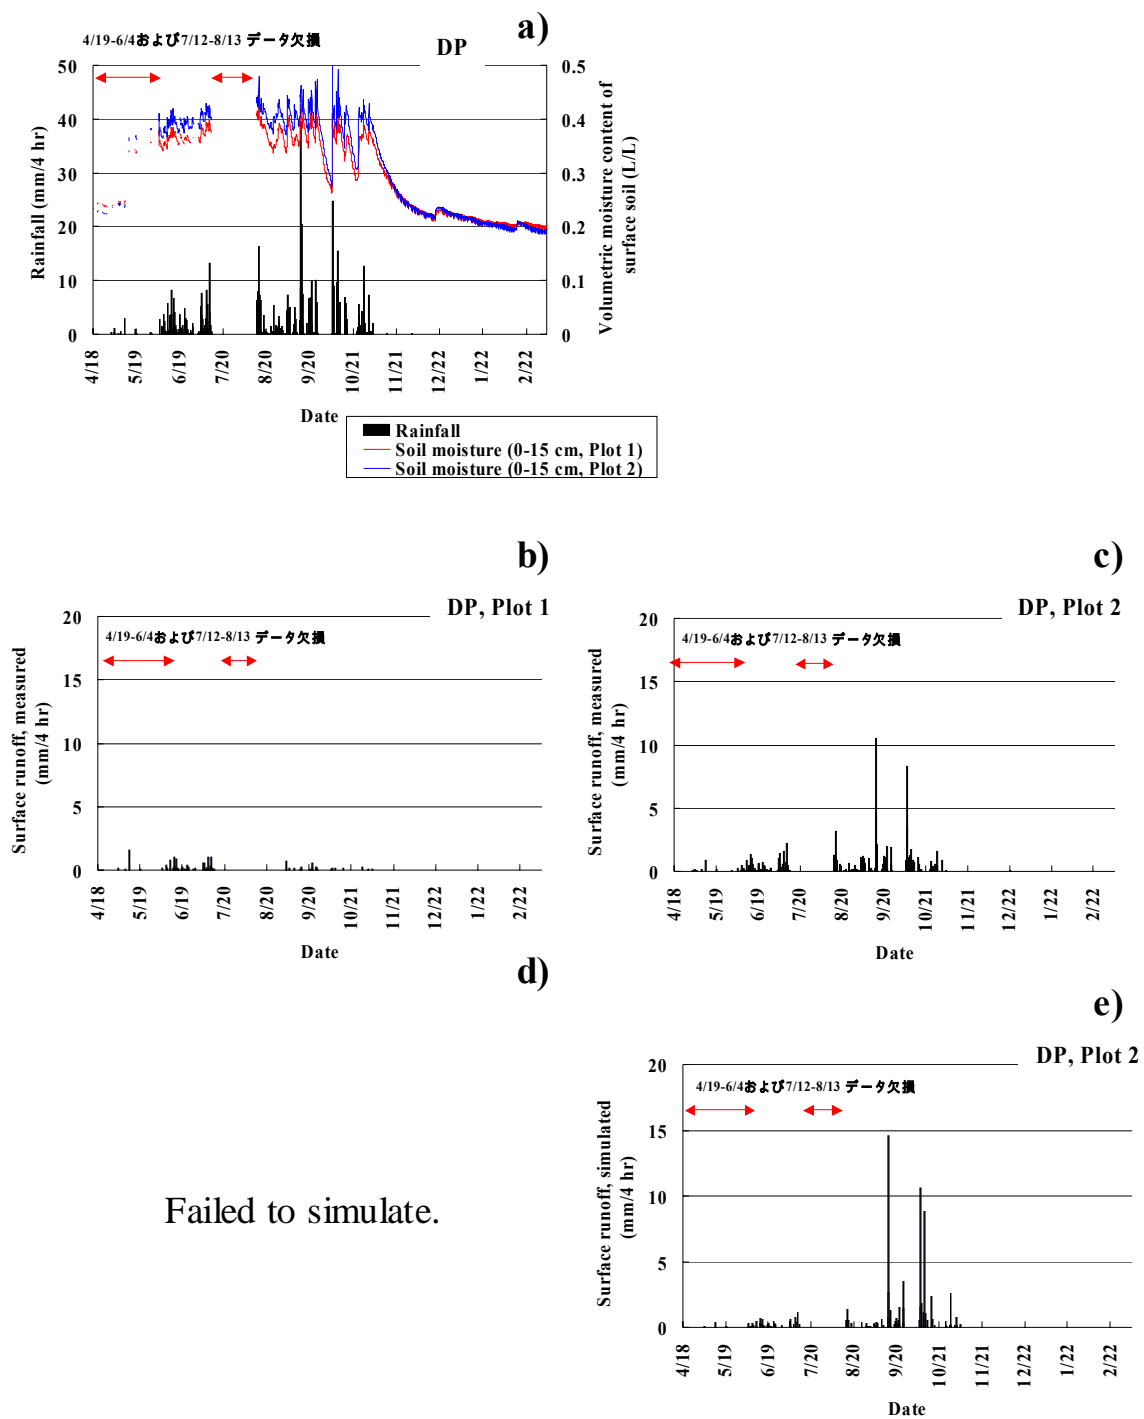 a)
4/19-6/4および7/12-8/13 データ欠損
DP
50
40
30
20
10
0
Rainfall (mm/4 hr)
0.5
0.4
0.3
0.2
0.1
0
Volumetric moisture content of
surface soil (L/L)
4/18
5/19
6/19
7/20
8/20
9/20
10/21
11/21
12/22
1/22
2/22
Date
Rainfall
Soil moisture (0-15 cm, Plot 1)
Soil moisture (0-15 cm, Plot 2)
b)
DP, Plot 1
4/19-6/4および7/12-8/13 データ欠損
20
15
10
5
0
Surface runoff, measured
(mm/4 hr)
4/18
5/19
6/19
7/20
8/20
9/20
10/21
11/21
12/22
1/22
2/22
Date
c)
DP, Plot 2
4/19-6/4および7/12-8/13 データ欠損
20
15
10
5
0
Surface runoff, measured
(mm/4 hr)
4/18
5/19
6/19
7/20
8/20
9/20
10/21
11/21
12/22
1/22
2/22
Date
d)
Failed to simulate.
e)
DP, Plot 2
4/19-6/4および7/12-8/13 データ欠損
20
15
10
5
0
Surface runoff, simulated
(mm/4 hr)
4/18
5/19
6/19
7/20
8/20
9/20
10/21
11/21
12/22
1/22
2/22
Date